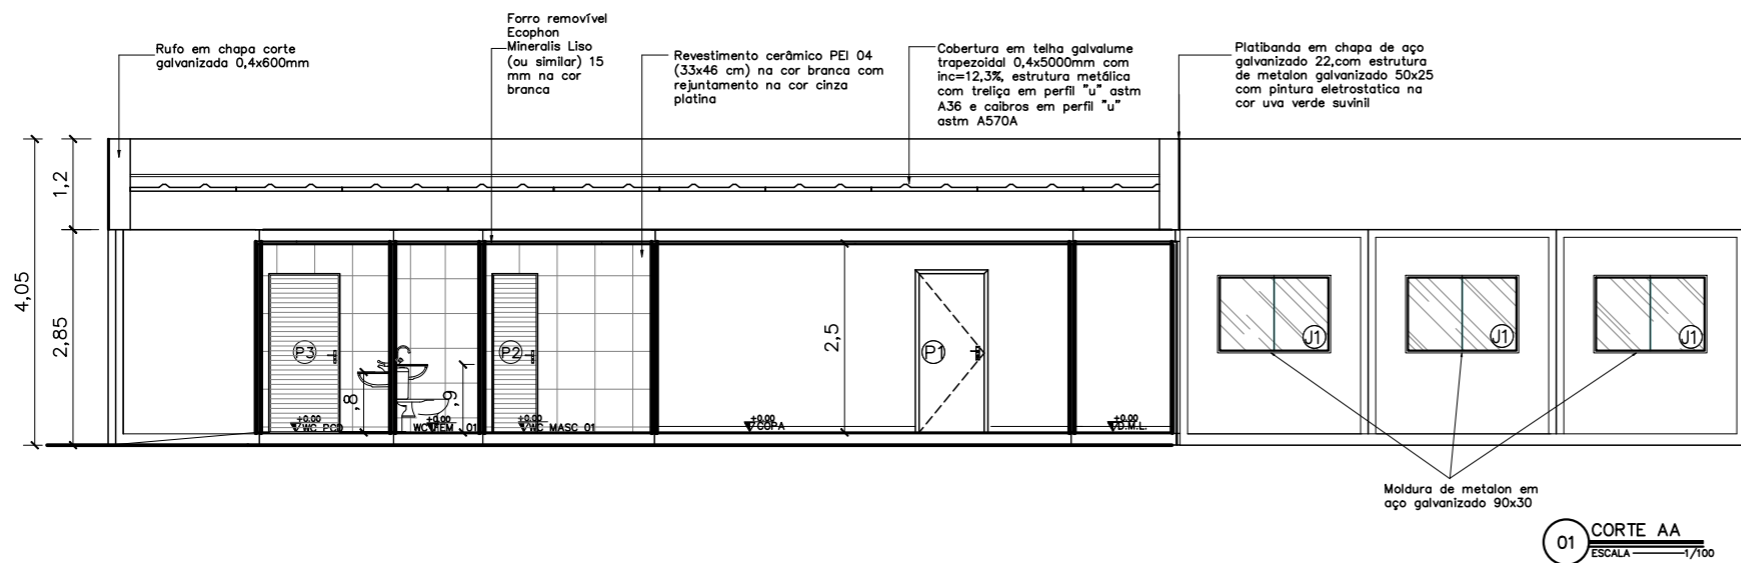 Rufo em chapa corte
galvanizada 0,4x600mm
Forro removível
Ecophon
Mineralis Liso
(ou similar) 15
mm na cor
branca
Revestimento cerâmico PEI 04
(33x46 cm) na cor branca com
rejuntamento na cor cinza
platina
Cobertura em telha galvalume
trapezoidal 0,4x5000mm com
inc=12,3%, estrutura metálica
com treliça em perfil "u" astm
A36 e caibros em perfil "u"
astm A570A
Platibanda em chapa de aço
galvanizado 22,com estrutura
de metalon galvanizado 50x25
com pintura eletrostatica na
cor uva verde suvinil
4,05
1,2
2,85
P3
,8
,9
P2
2,5
P1
J1
J1
J1
+0.00
WC PCD
+0.00
WC FEM 01
+0.00
WC MASC 01
+0.00
COPA
+0.00
D.M.L.
Moldura de metalon em
aço galvanizado 90x30
01
CORTE AA
ESCALA 1/100